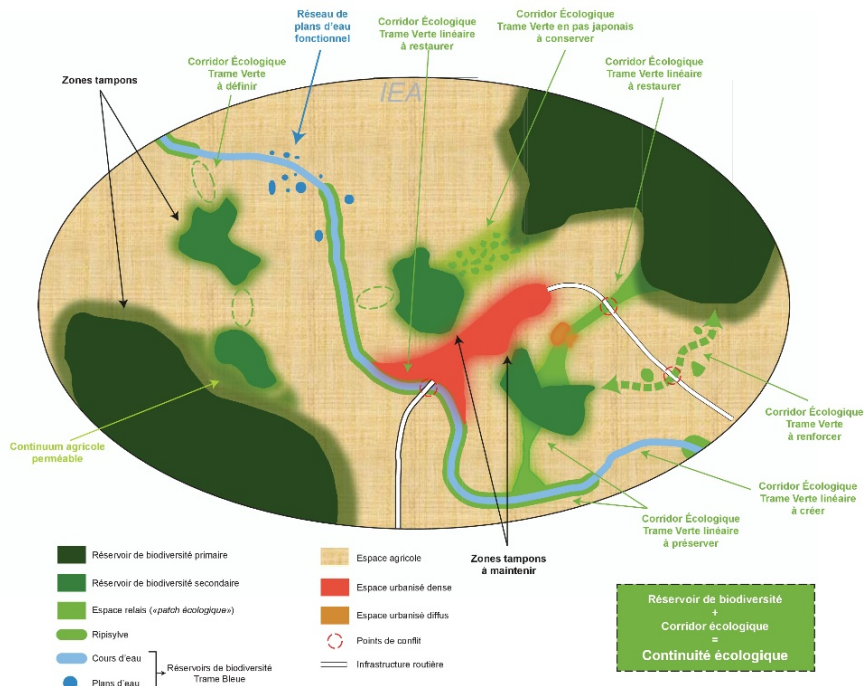 Réseau de
plans d'eau
fonctionnel
Corridor Écologique
Trame Verte linéaire
à restaurer
Corridor Écologique
Trame Verte en pas japonais
à conserver
Corridor Écologique
Trame Verte linéaire
à restaurer
Corridor Écologique
Trame Verte
à définir
Zones tampons
IEA
Continuum agricole
perméable
Corridor Écologique
Trame Verte
à renforcer
Corridor Écologique
Trame Verte linéaire
à créer
Corridor Écologique
Trame Verte linéaire
à préserver
Zones tampons
à maintenir
Réservoir de biodiversité primaire
Réservoir de biodiversité secondaire
Espace relais («patch écologique»)
Ripisylve
Cours d'eau
Plans d'eau
Réservoirs de biodiversité
Trame Bleue
Espace agricole
Espace urbanisé dense
Espace urbanisé diffus
Points de conflit
Infrastructure routière
Réservoir de biodiversité
+
Corridor écologique
=
Continuité écologique